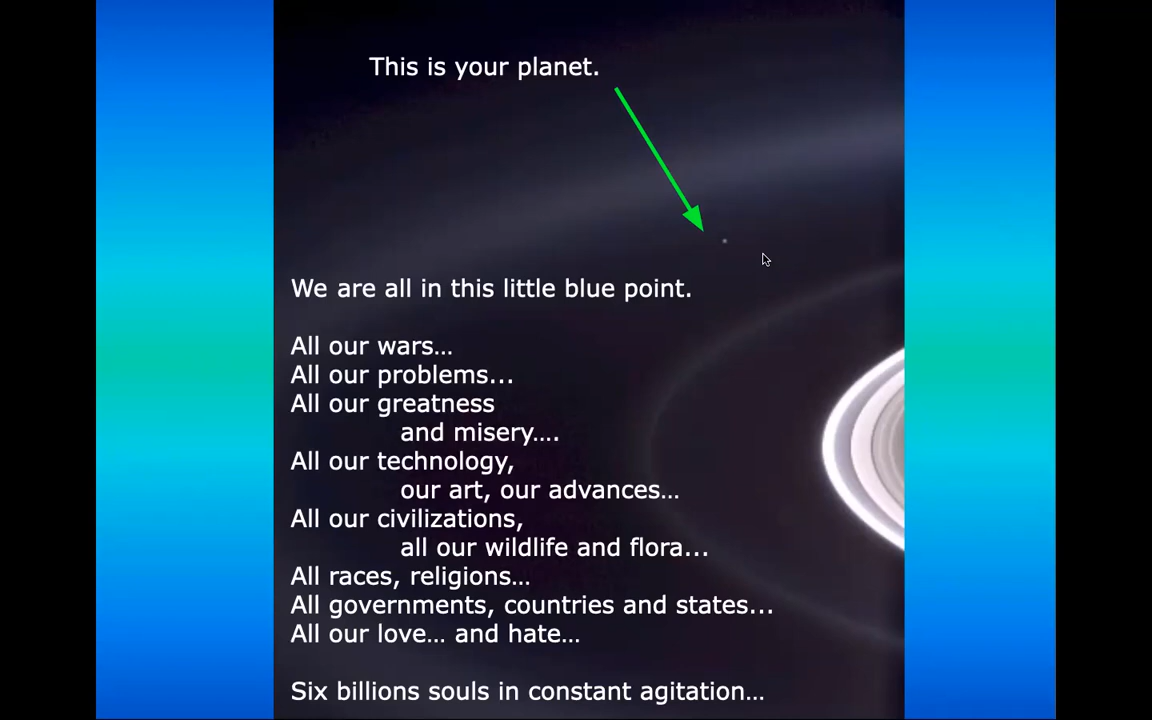 This is your planet.
We are all in this little blue point.
All our wars…
All our problems...
All our greatness
and misery….
All our technology,
our art, our advances…
All our civilizations,
all our wildlife and flora...
All races, religions…
All governments, countries and states...
All our love… and hate…
Six billions souls in constant agitation…